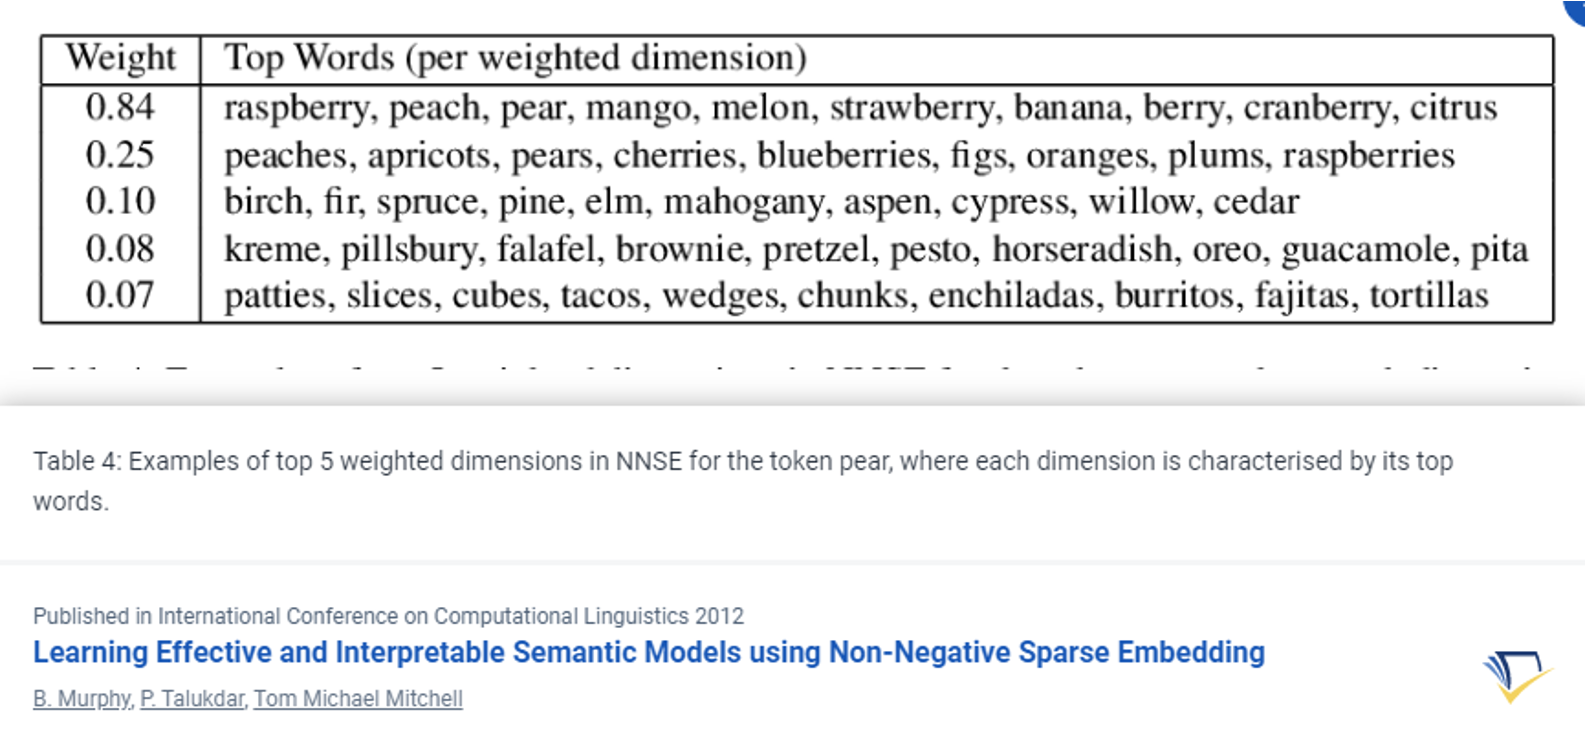 Weight Top Words (per weighted dimension)
0.84 raspberry, peach, pear, mango, melon, strawberry, banana, berry, cranberry, citrus
0.25 peaches, apricots, pears, cherries, blueberries, figs, oranges, plums, raspberries
0.10 birch, fir, spruce, pine, elm, mahogany, aspen, cypress, willow, cedar
0.08 kreme, pillsbury, falafel, brownie, pretzel, pesto, horseradish, oreo, guacamole, pita
0.07 patties, slices, cubes, tacos, wedges, chunks, enchiladas, burritos, fajitas, tortillas
Table 4: Examples of top 5 weighted dimensions in NNSE for the token pear, where each dimension is characterised by its top
words.
Published in International Conference on Computational Linguistics 2012
Learning Effective and Interpretable Semantic Models using Non-Negative Sparse Embedding
B. Murphy, P. Talukdar, Tom Michael Mitchell